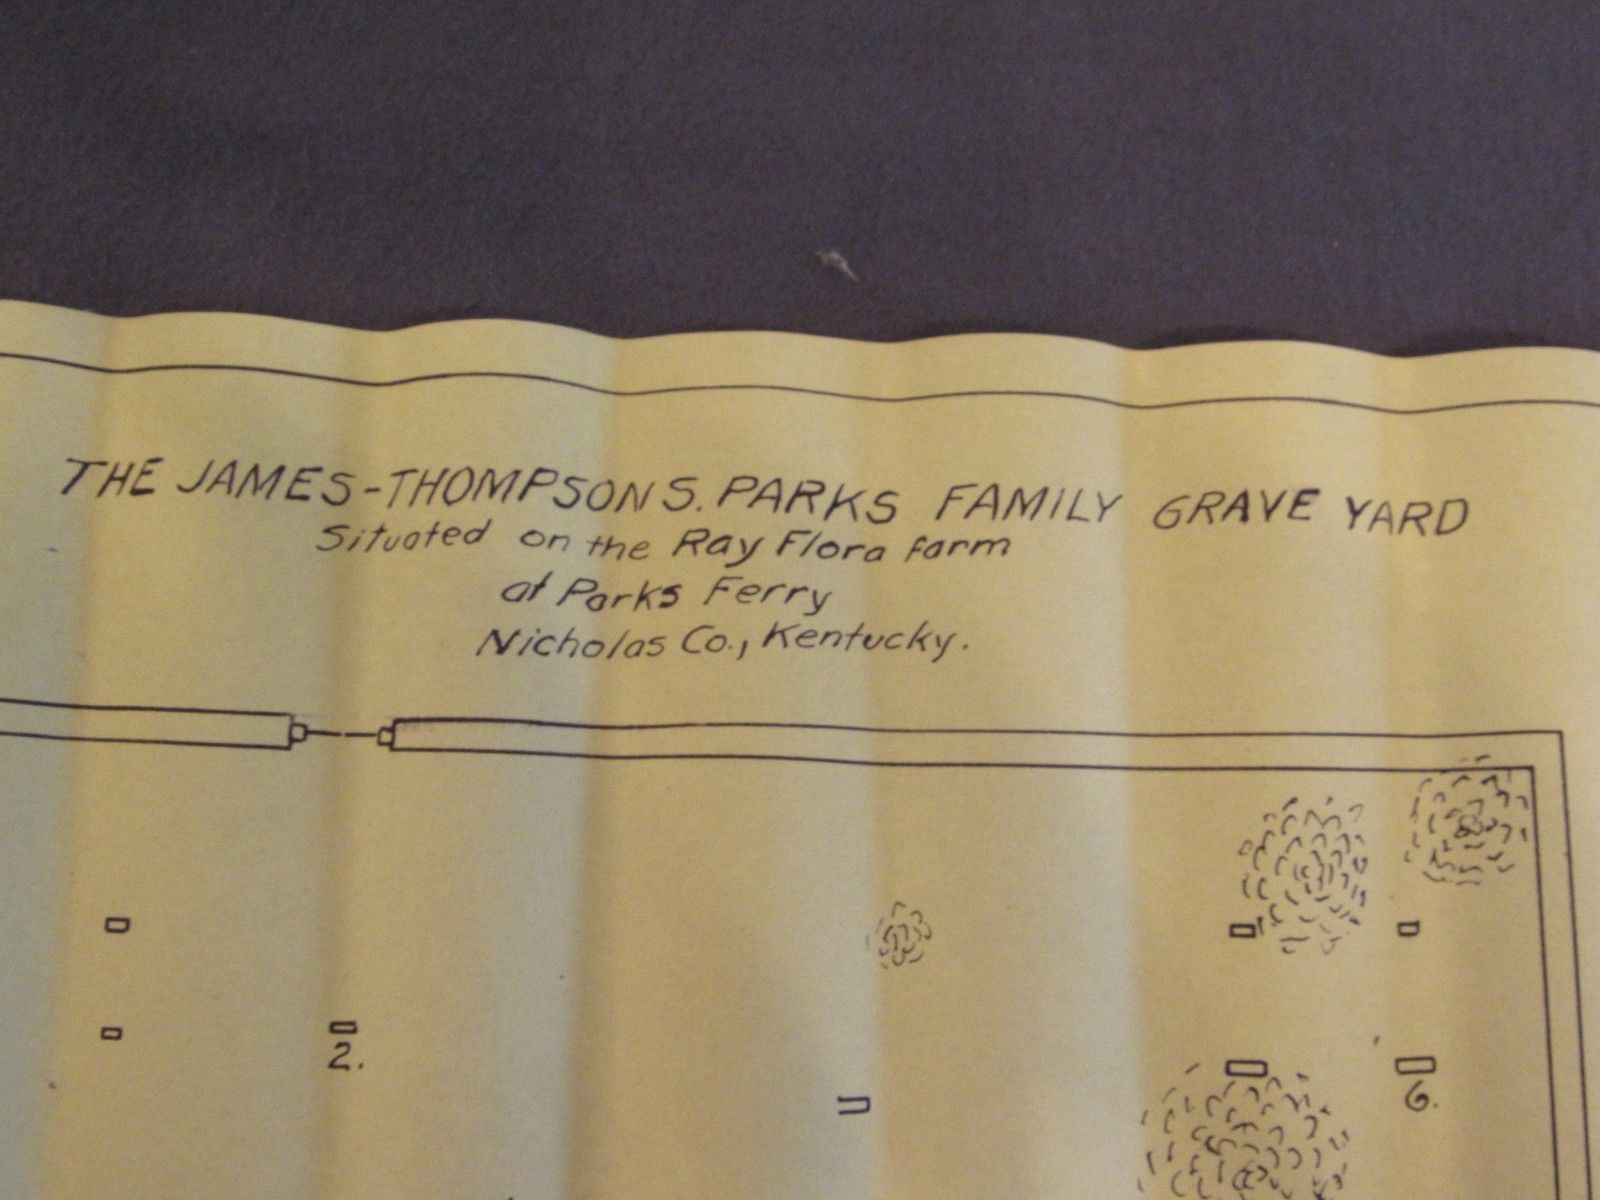 THE JAMES-THOMPSON S. PARKS FAMILY GRAVE YARD
Situated on the Ray Flora farm
at Parks Ferry
Nicholas Co., Kentucky.
2.
6.